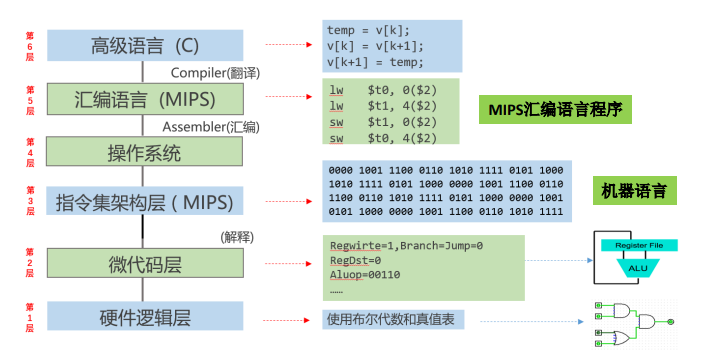 第6层
高级语言 (C)
temp = v[k];
v[k] = v[k+1];
v[k+1] = temp;
Compiler(翻译)
第5层
汇编语言 (MIPS)
lw $t0, 0($2)
lw $t1, 4($2)
sw $t1, 0($2)
sw $t0, 4($2)
MIPS汇编语言程序
Assembler(汇编)
第4层
操作系统
第3层
指令集架构层 ( MIPS)
0000 1001 1100 0110 1010 1111 0101 1000
1010 1111 0101 1000 0000 1001 1100 0110
1100 0110 1010 1111 0101 1000 0000 1001
0101 1000 0000 1001 1100 0110 1010 1111
机器语言
(解释)
第2层
微代码层
Regwirte=1,Branch=Jump=0
RegDst=0
Aluop=00110
……
Register File
ALU
第1层
硬件逻辑层
使用布尔代数和真值表